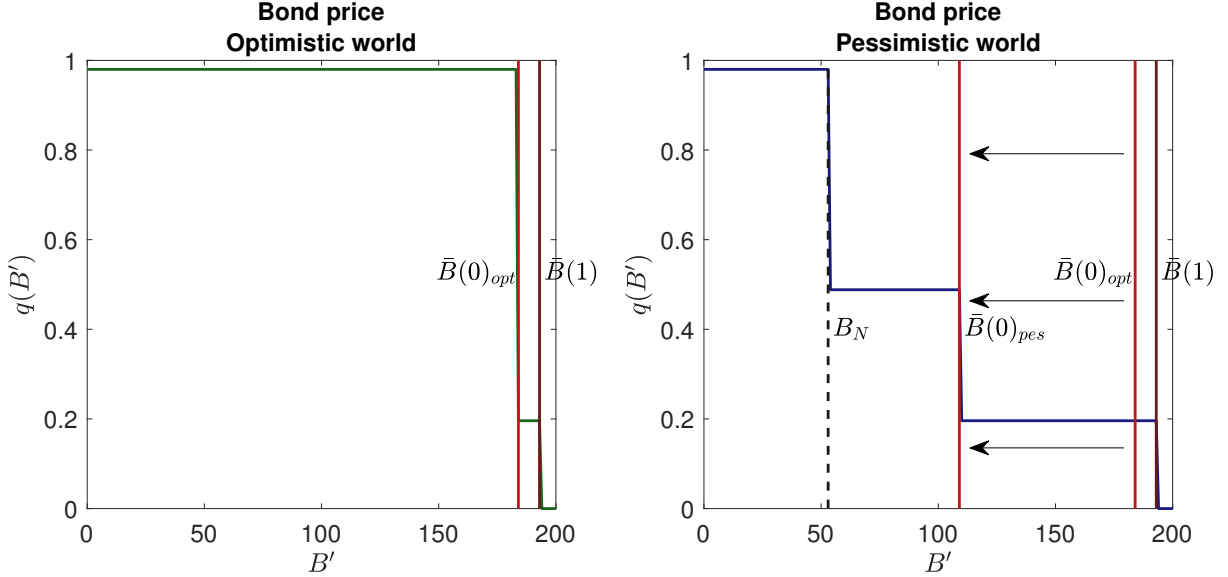 Bond price
Optimistic world
1
0.8
0.6
0.4
0.2
0
q(B′)
B̄(0)opt
B̄(1)
0
50
100
150
200
B′
Bond price
Pessimistic world
1
0.8
0.6
0.4
0.2
0
q(B′)
B̄(0)opt
B̄(1)
BN
B̄(0)pes
0
50
100
150
200
B′